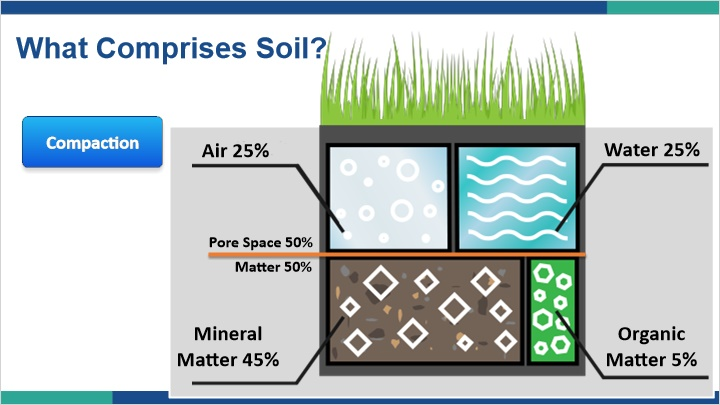 What Comprises Soil?
Compaction
Air 25%
Water 25%
Pore Space 50%
Matter 50%
Mineral
Matter 45%
Organic
Matter 5%